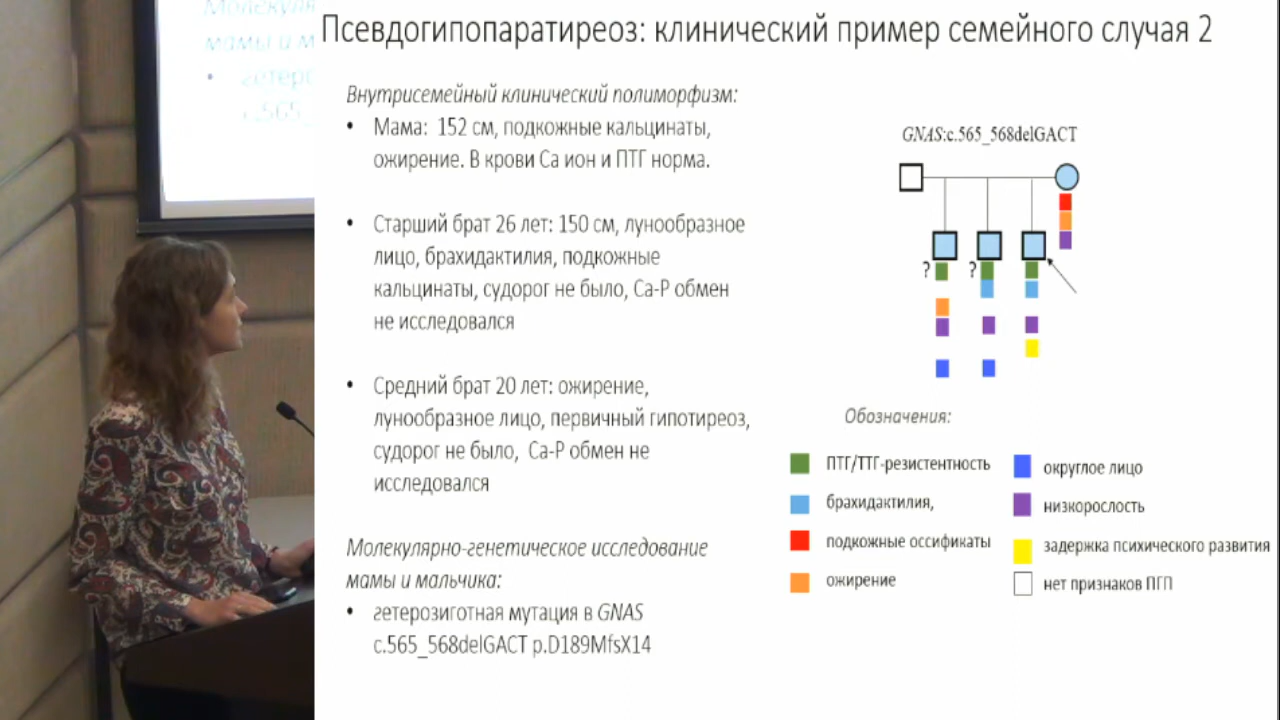 Молекуля
мамы и м
• гетеро
с.565_
Псевдогипопаратиреоз: клинический пример семейного случая 2
Внутрисемейный клинический полиморфизм:
• Мама: 152 см, подкожные кальцинаты,
ожирение. В крови Са ион и ПТГ норма.
• Старший брат 26 лет: 150 см, лунообразное
лицо, брахидактилия, подкожные
кальцинаты, судорог не было, Са-Р обмен
не исследовался
• Средний брат 20 лет: ожирение,
лунообразное лицо, первичный гипотиреоз,
судорог не было, Са-Р обмен не
исследовался
Молекулярно-генетическое исследование
мамы и мальчика:
• гетерозиготная мутация в GNAS
c.565_568delGACT p.D189MfsX14
GNAS:c.565_568delGACT
? ?
Обозначения:
ПТГ/ТТГ-резистентность
брахидактилия,
подкожные оссификаты
ожирение
округлое лицо
низкорослость
задержка психического развития
нет признаков ПГП